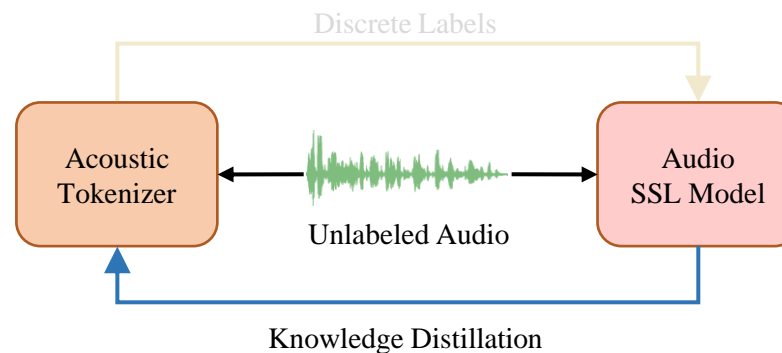 Discrete Labels
Acoustic
Tokenizer
Unlabeled Audio
Audio
SSL Model
Knowledge Distillation